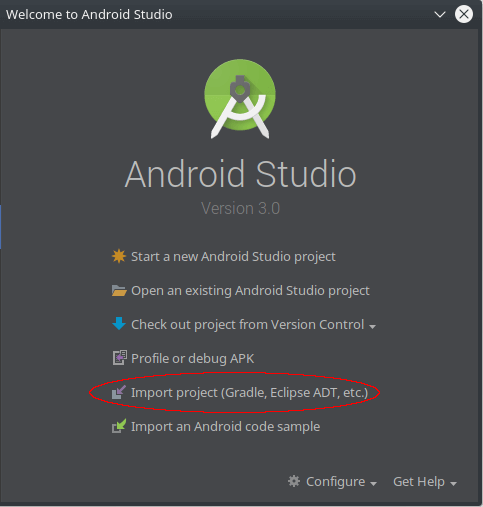 Welcome to Android Studio
Android Studio
Version 3.0
Start a new Android Studio project
Open an existing Android Studio project
Check out project from Version Control
Profile or debug APK
Import project (Gradle, Eclipse ADT, etc.)
Import an Android code sample
Configure Get Help